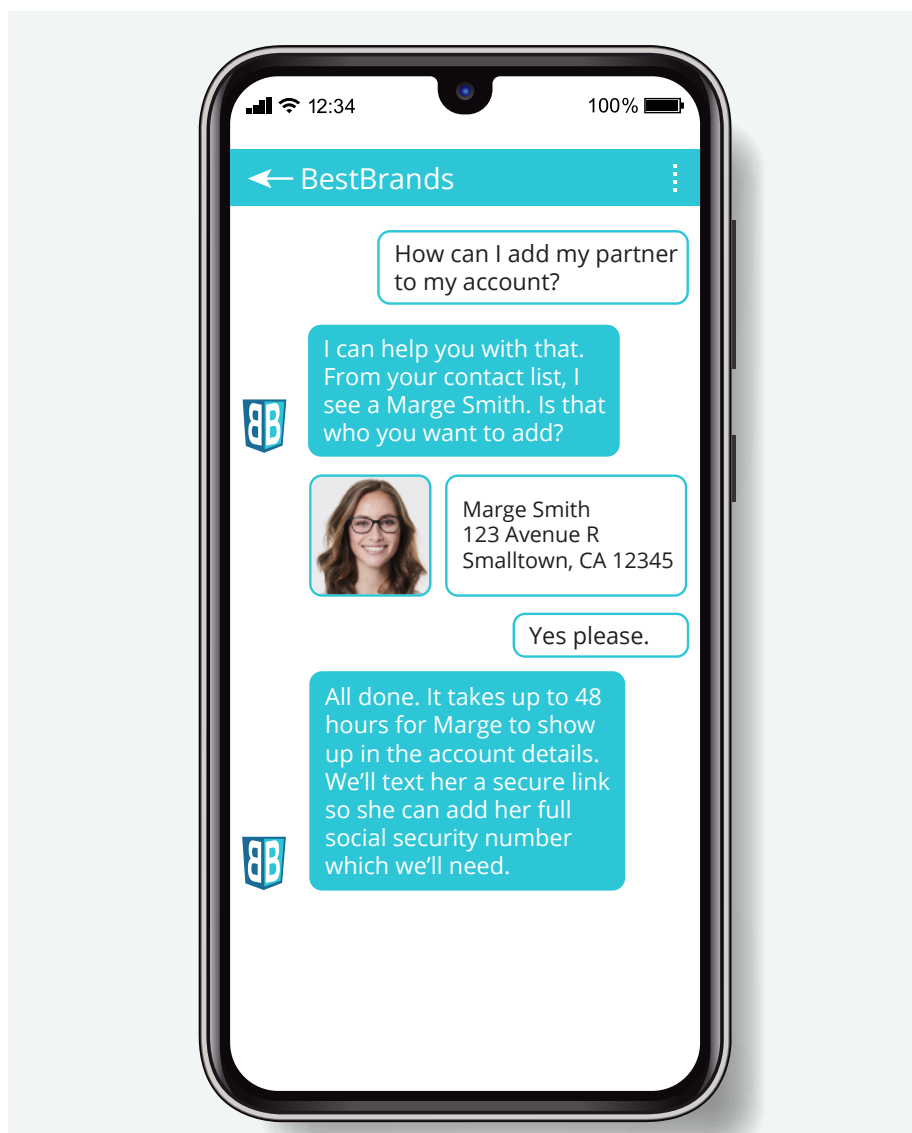 12:34
100%
BestBrands
How can I add my partner
to my account?
I can help you with that.
From your contact list, I
see a Marge Smith. Is that
who you want to add?
BB
Marge Smith
123 Avenue R
Smalltown, CA 12345
Yes please.
All done. It takes up to 48
hours for Marge to show
up in the account details.
We’ll text her a secure link
so she can add her full
social security number
which we’ll need.
BB